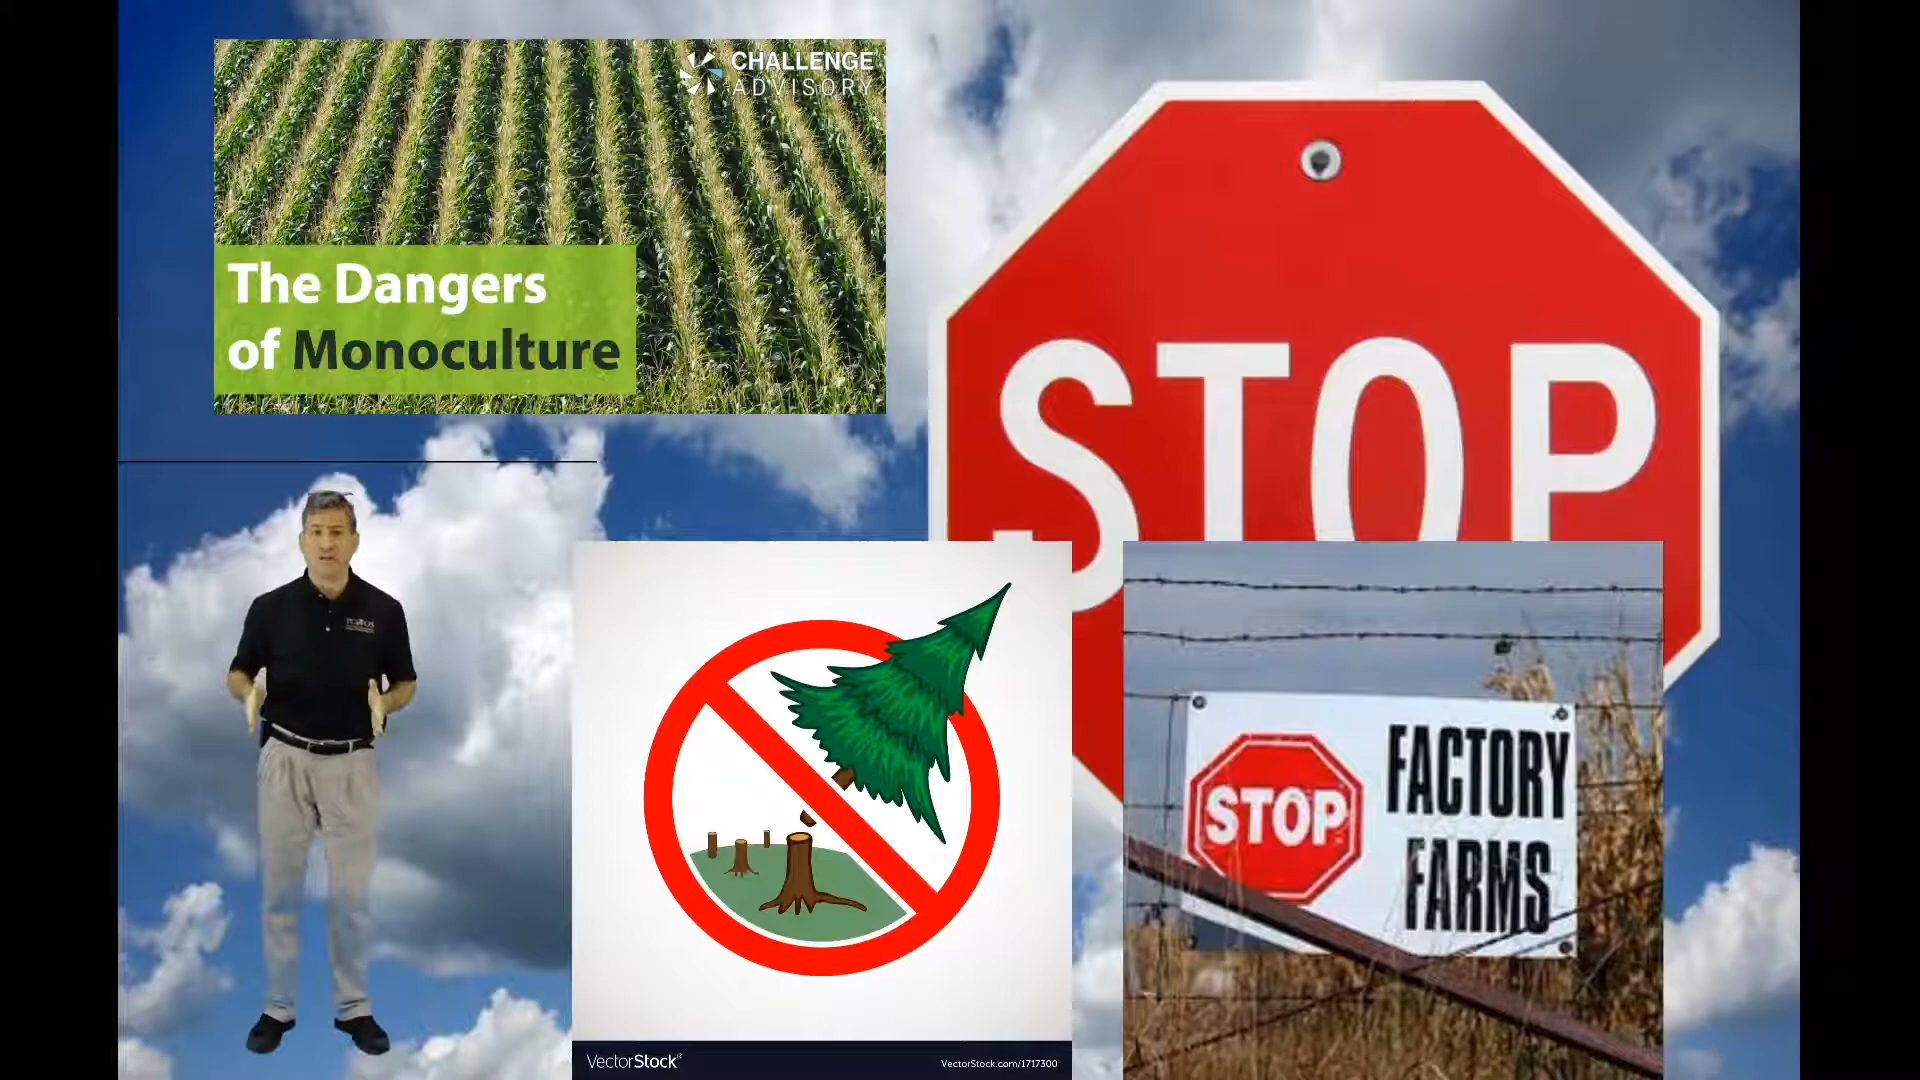 CHALLENGE
ADVISORY
The Dangers
of Monoculture
STOP
STOP
FACTORY
FARMS
VectorStock®
VectorStock.com/1717300